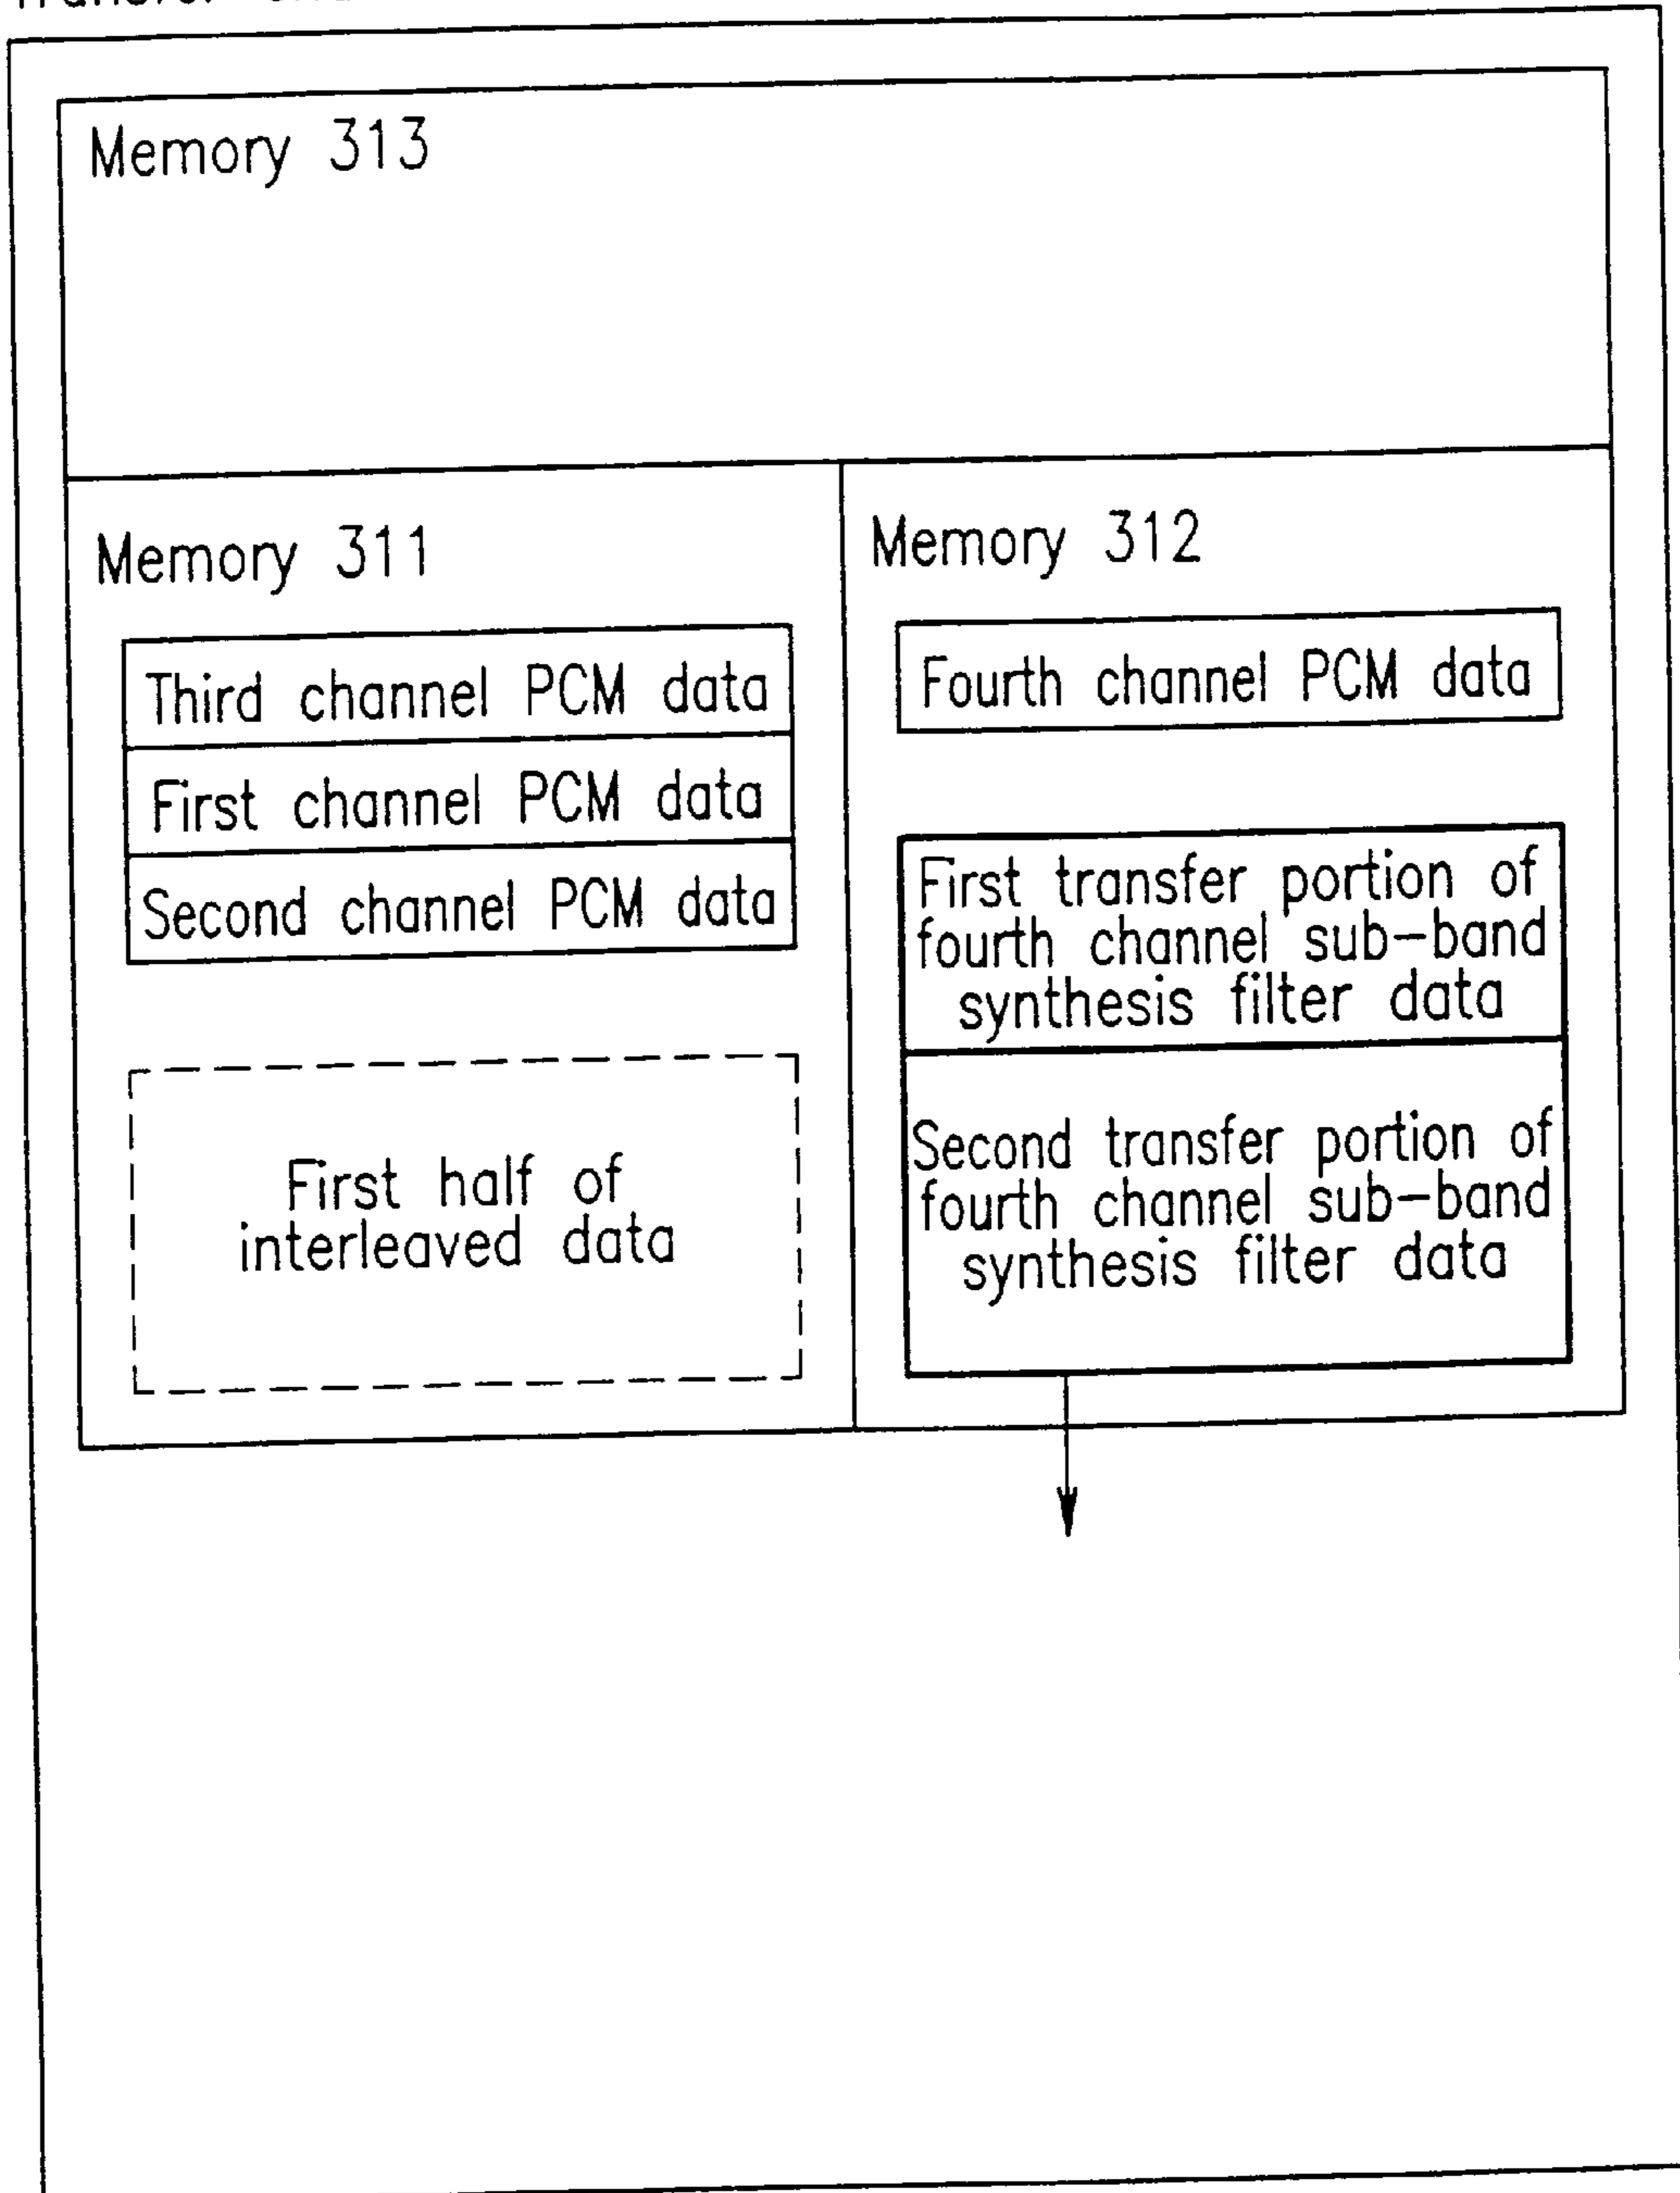 Memory 313
Memory 311
Third channel PCM data
First channel PCM data
Second channel PCM data
First half of
interleaved data
Memory 312
Fourth channel PCM data
First transfer portion of
fourth channel sub-band
synthesis filter data
Second transfer portion of
fourth channel sub-band
synthesis filter data